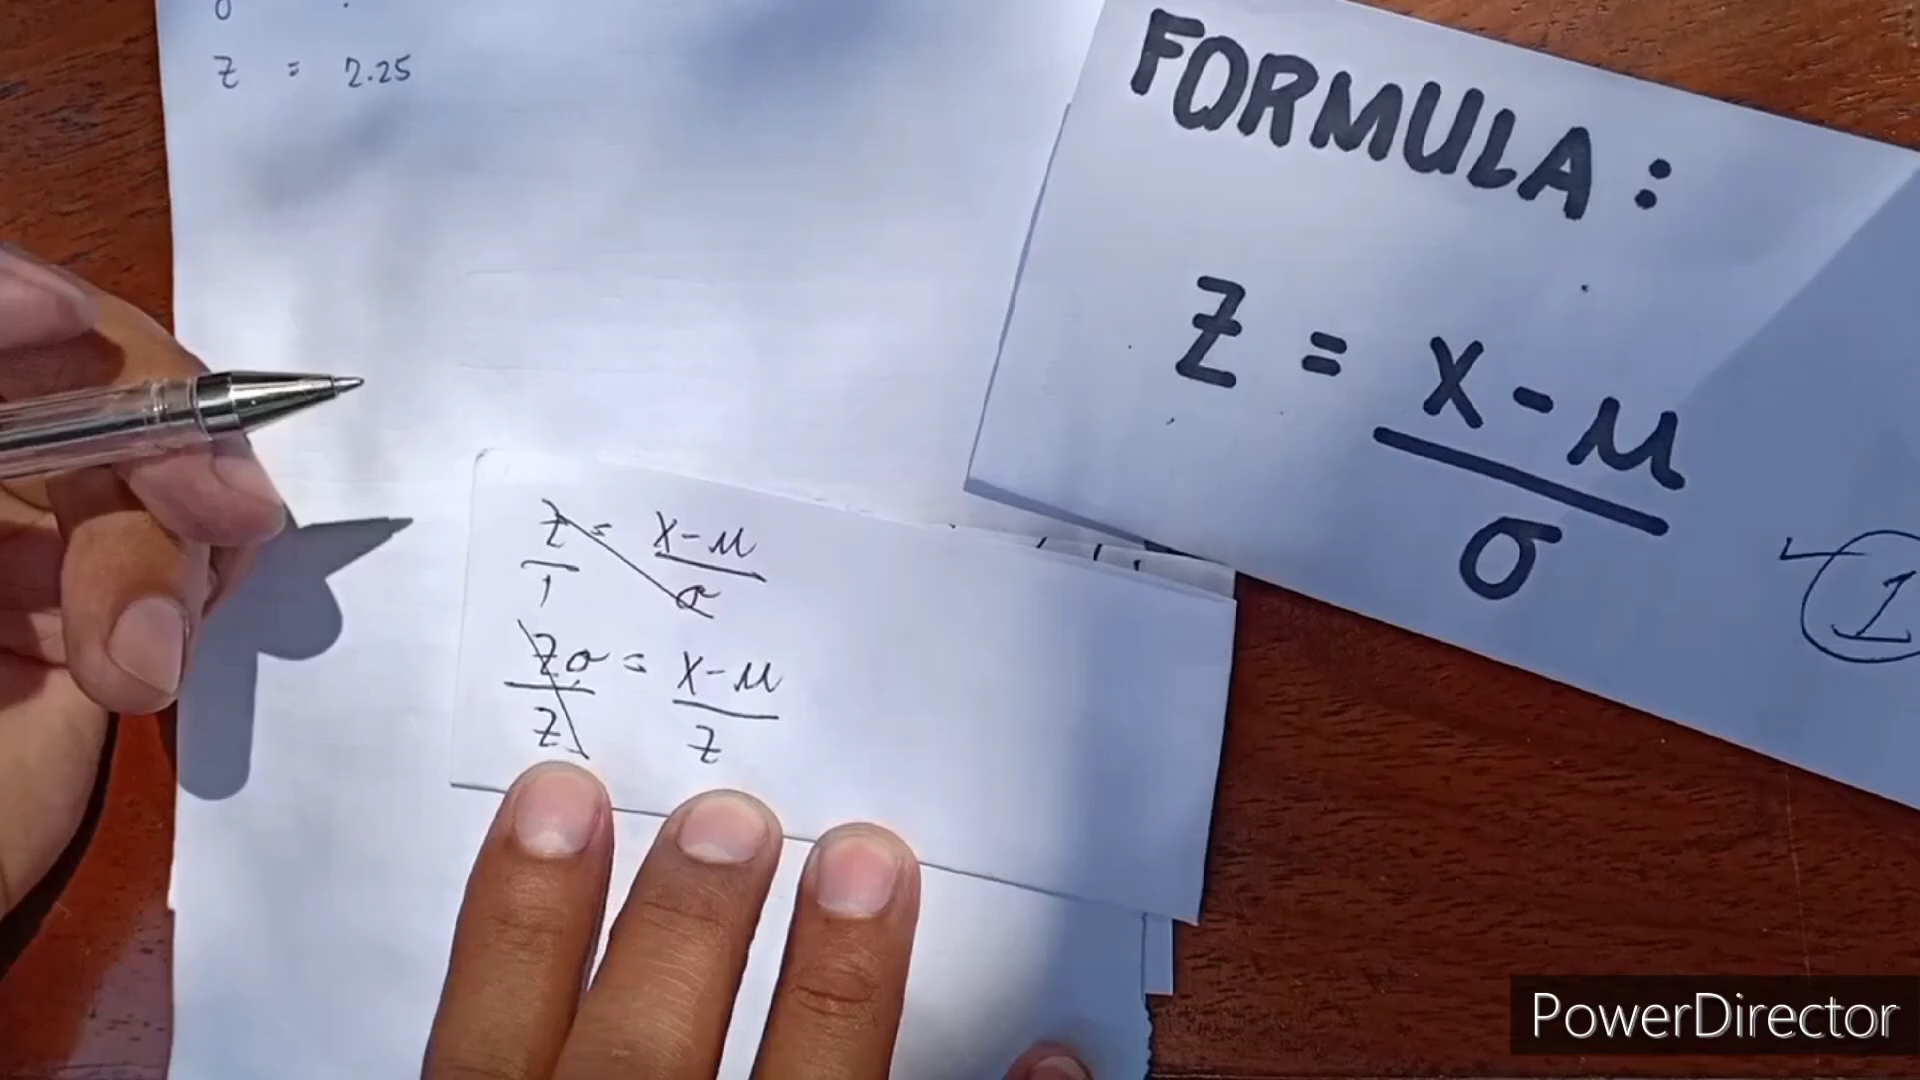 σ
Z = 2.25
FORMULA:
Z = X - μ
σ
1
Z = X - μ
1 σ
Zσ = X - μ
Z Z
PowerDirector